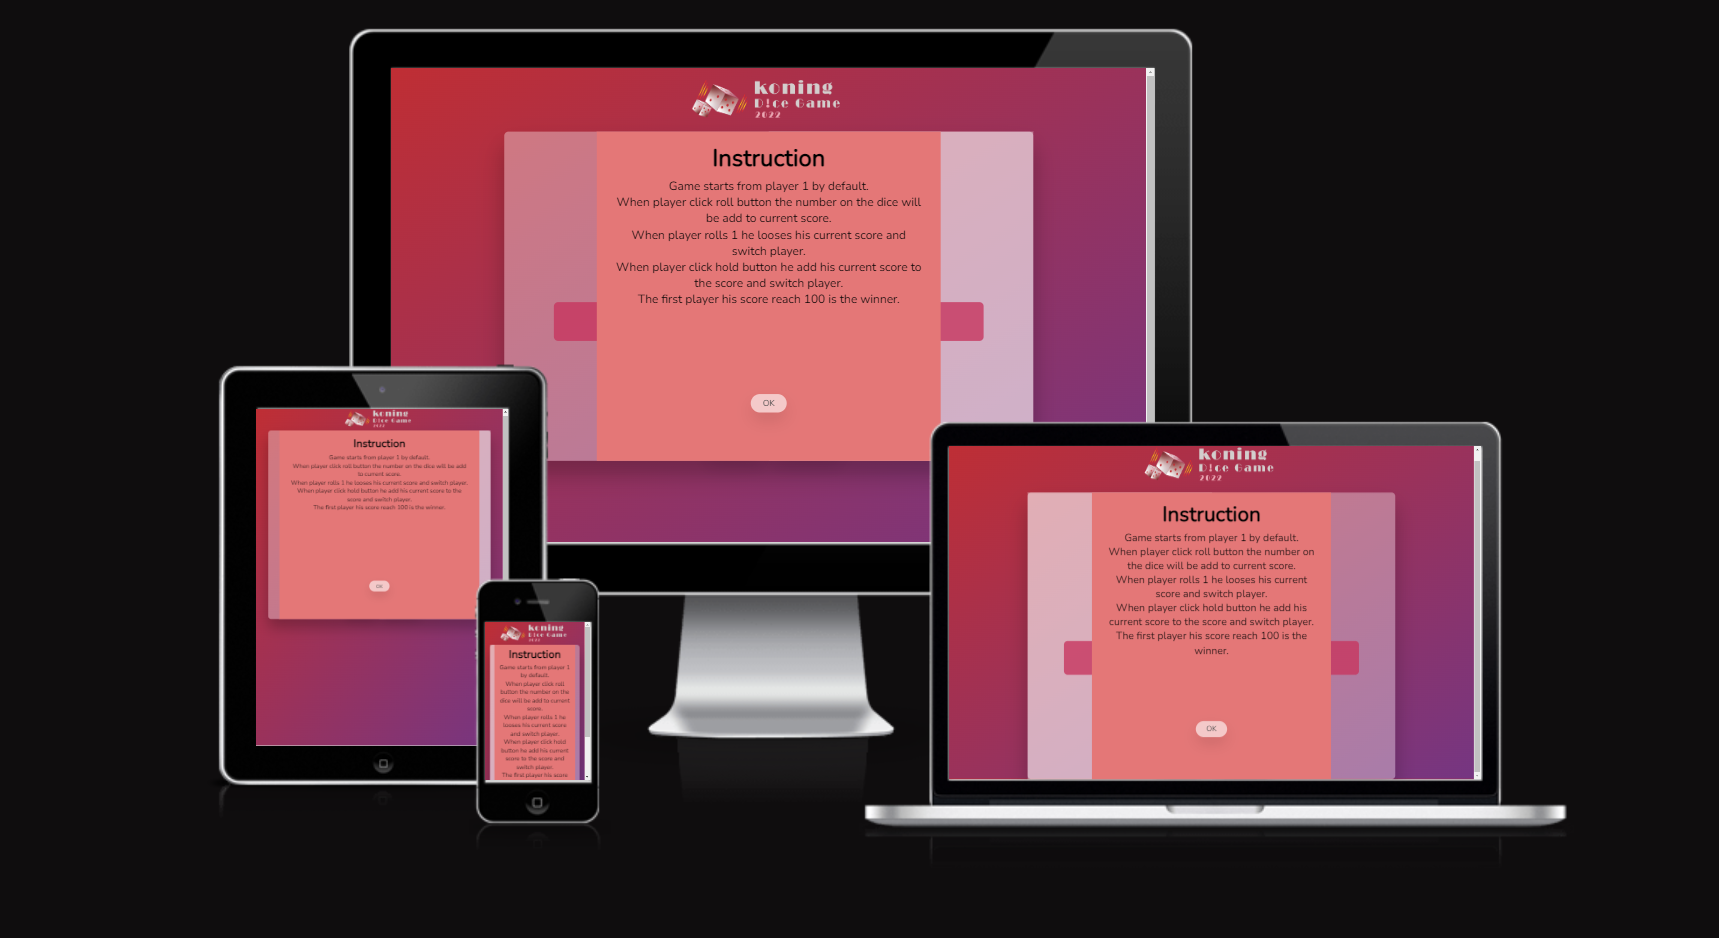 koning
D!ce Game
2022
Instruction
Game starts from player 1 by default.
When player click roll button the number on the dice will
be add to current score.
When player rolls 1 he looses his current score and
switch player.
When player click hold button he add his current score to
the score and switch player.
The first player his score reach 100 is the winner.
OK
koning
D!ce Game
2022
Instruction
Game starts from player 1 by default.
When player click roll button the number on the dice will be add
to current score.
When player rolls 1 he looses his current score and switch player.
When player click hold button he add his current score to the
score and switch player.
The first player his score reach 100 is the winner.
OK
koning
D!ce Game
2022
Instruction
Game starts from player 1
by default.
When player click roll
button the number on the
dice will be add to current
score.
When player rolls 1 he
looses his current score
and switch player.
When player click hold
button he add his current
score to the score and
switch player.
The first player his score
koning
D!ce Game
2022
Instruction
Game starts from player 1 by default.
When player click roll button the number on
the dice will be add to current score.
When player rolls 1 he looses his current
score and switch player.
When player click hold button he add his
current score to the score and switch player.
The first player his score reach 100 is the
winner.
OK